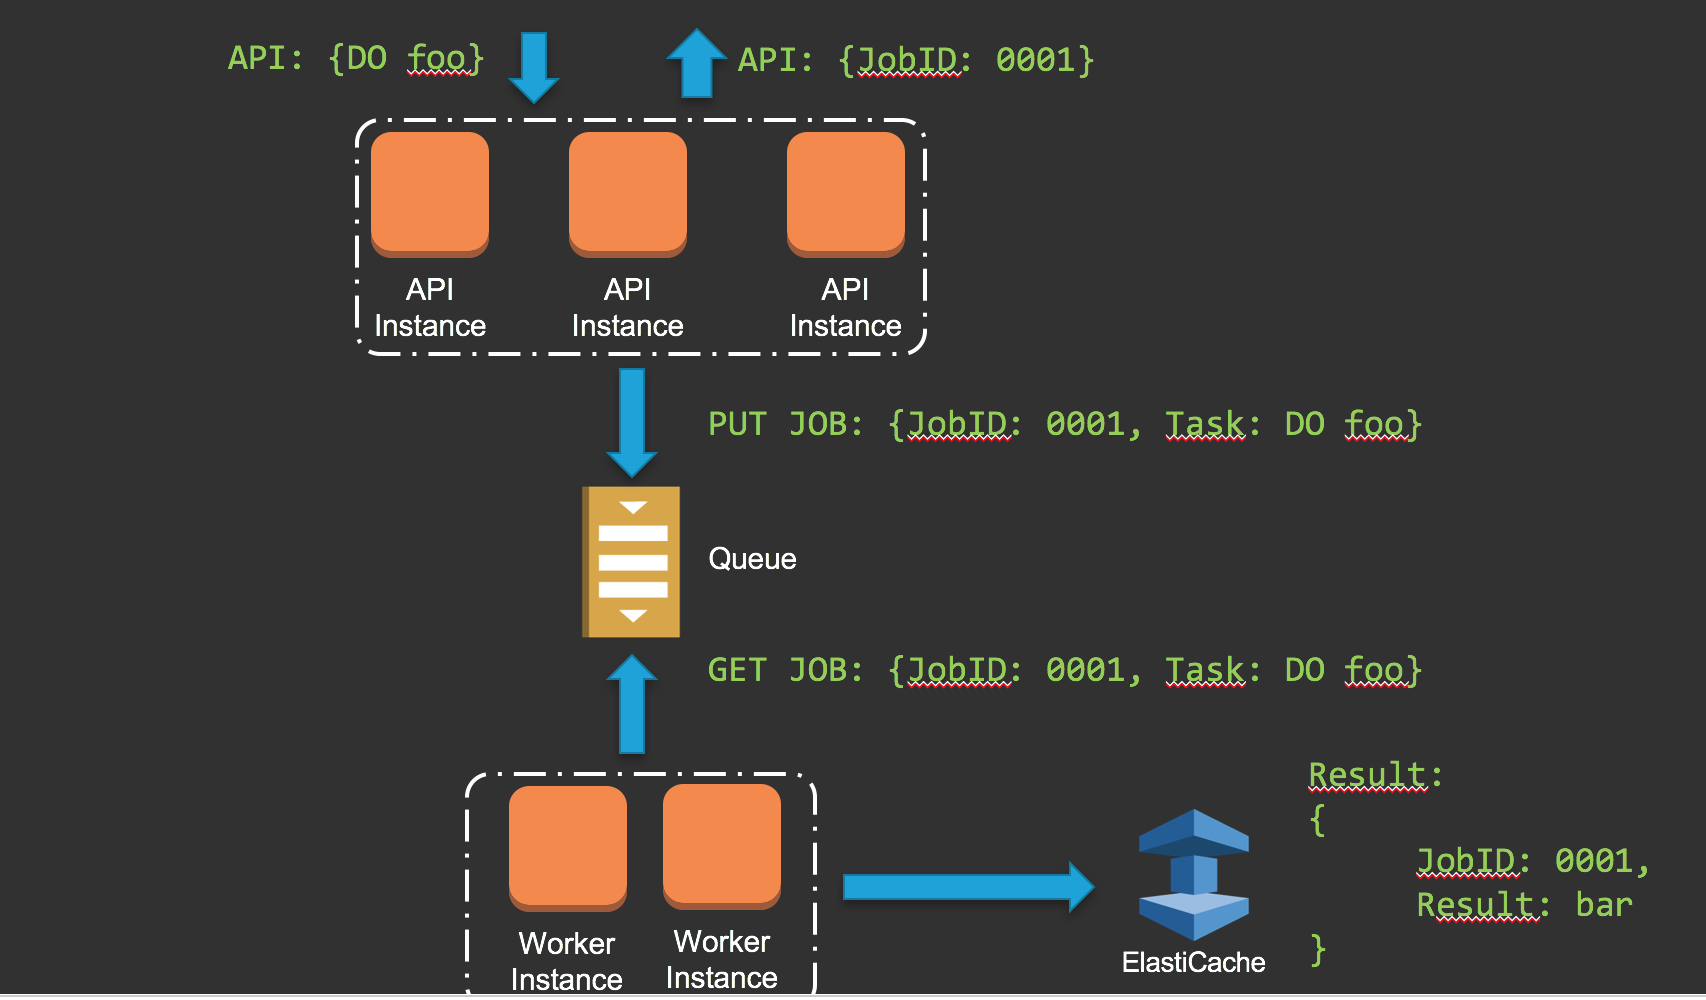 API: {DO foo}
API: {JobID: 0001}
API
Instance
API
Instance
API
Instance
PUT JOB: {JobID: 0001, Task: DO foo}
Queue
GET JOB: {JobID: 0001, Task: DO foo}
Worker
Instance
Worker
Instance
ElastiCache
Result:
{
JobID: 0001,
Result: bar
}